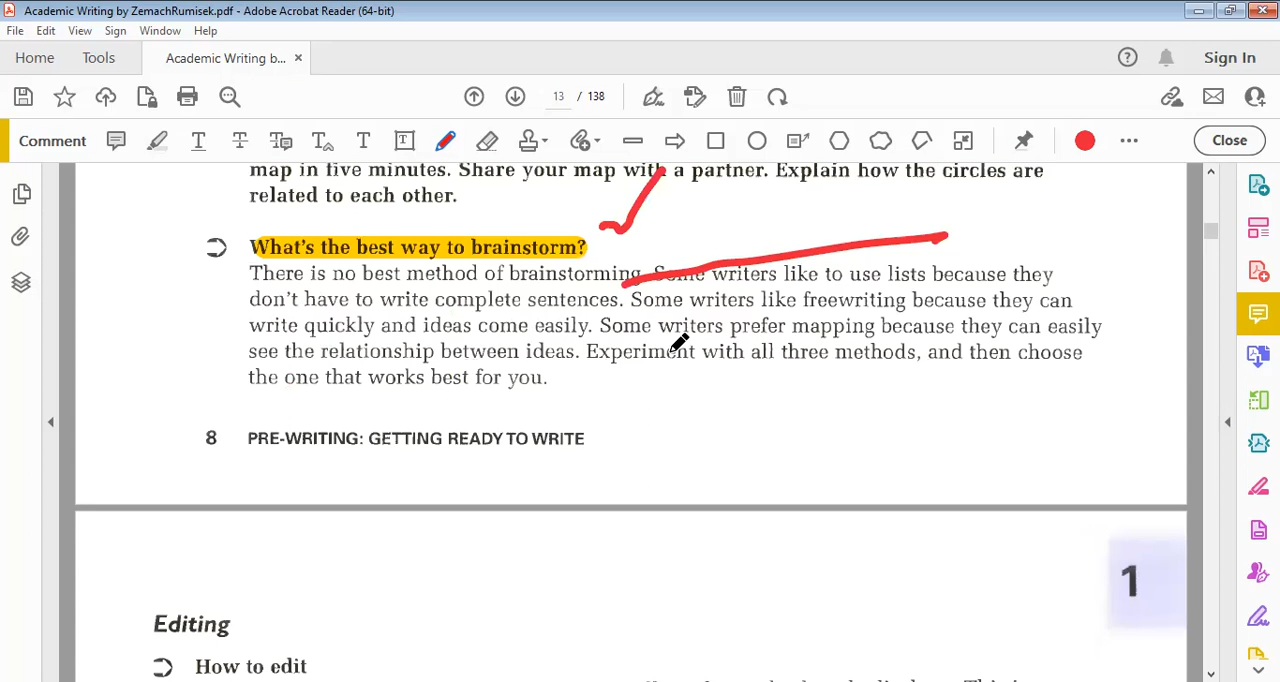 Academic Writing by ZemachRumisek.pdf - Adobe Acrobat Reader (64-bit)
File Edit View Sign Window Help
Home Tools Academic Writing b... Sign In
13 / 138
Comment Close
map in five minutes. Share your map with a partner. Explain how the circles are
related to each other.
What's the best way to brainstorm?
There is no best method of brainstorming. Some writers like to use lists because they
don't have to write complete sentences. Some writers like freewriting because they can
write quickly and ideas come easily. Some writers prefer mapping because they can easily
see the relationship between ideas. Experiment with all three methods, and then choose
the one that works best for you.
8 PRE-WRITING: GETTING READY TO WRITE
1
Editing
How to edit